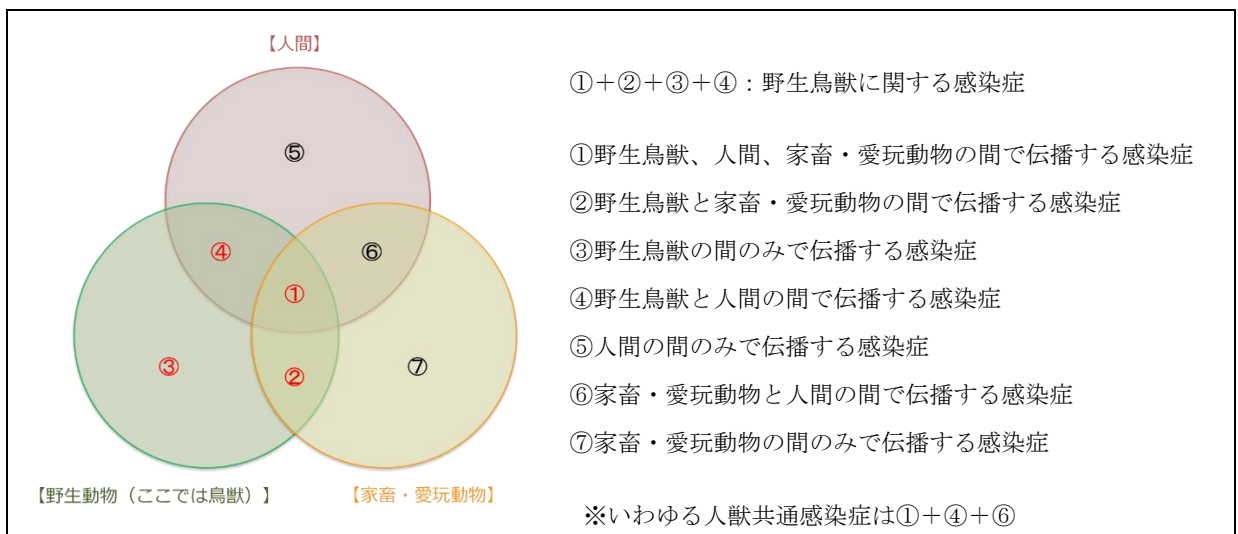 【人間】
⑤
④
⑥
①
③
②
⑦
【野生動物（ここでは鳥獣）】
【家畜・愛玩動物】
①＋②＋③＋④：野生鳥獣に関する感染症
①野生鳥獣、人間、家畜・愛玩動物の間で伝播する感染症
②野生鳥獣と家畜・愛玩動物の間で伝播する感染症
③野生鳥獣の間のみで伝播する感染症
④野生鳥獣と人間の間で伝播する感染症
⑤人間の間のみで伝播する感染症
⑥家畜・愛玩動物と人間の間で伝播する感染症
⑦家畜・愛玩動物の間のみで伝播する感染症
※いわゆる人獣共通感染症は①＋④＋⑥